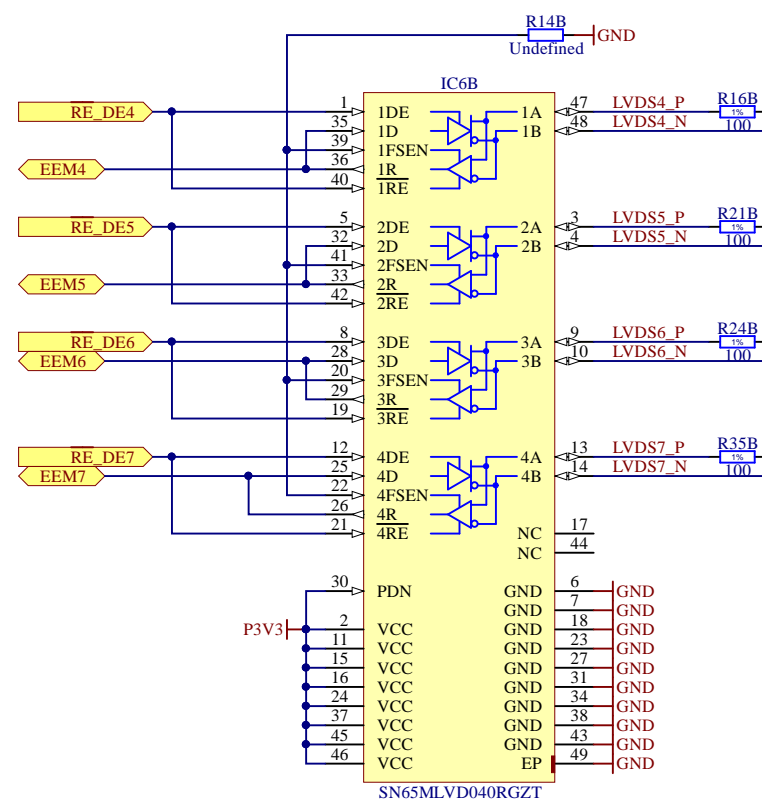 R14B
GND
Undefined
IC6B
RE_DE4 1 1DE 1A 47 LVDS4_P R16B
1%
35 1D 1B 48 LVDS4_N 100
39 1FSEN
EEM4 36 1R
40 1RE
RE_DE5 5 2DE 2A 3 LVDS5_P R21B
1%
32 2D 2B 4 LVDS5_N 100
41 2FSEN
EEM5 33 2R
42 2RE
RE_DE6 8 3DE 3A 9 LVDS6_P R24B
1%
EEM6 28 3D 3B 10 LVDS6_N 100
20 3FSEN
29 3R
19 3RE
RE_DE7 12 4DE 4A 13 LVDS7_P R35B
1%
EEM7 25 4D 4B 14 LVDS7_N 100
22 4FSEN
26 4R
21 4RE
NC 17
NC 44
30 PDN GND 6 GND
GND 7 GND
P3V3 2 VCC GND 18 GND
11 VCC GND 23 GND
15 VCC GND 27 GND
16 VCC GND 31 GND
24 VCC GND 34 GND
37 VCC GND 38 GND
45 VCC GND 43 GND
46 VCC EP 49 GND
SN65MLVD040RGZT